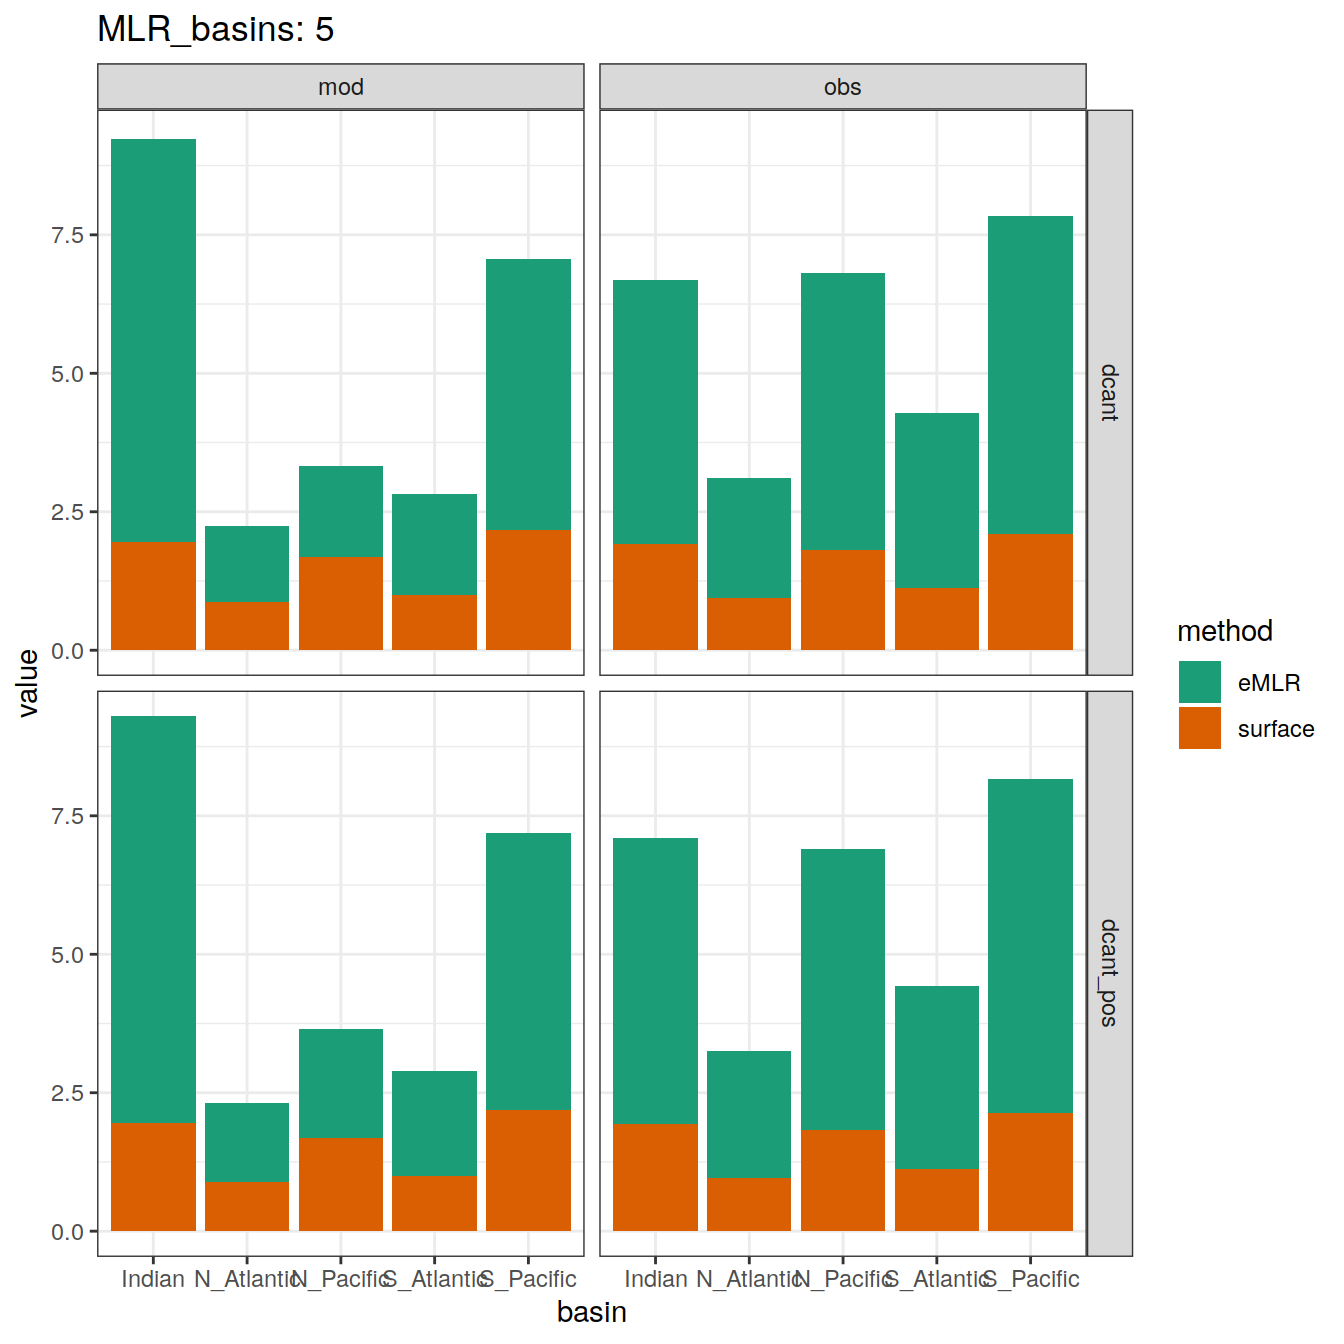 MLR_basins: 5
mod
obs
7.5
5.0
2.5
0.0
dcant
7.5
5.0
2.5
0.0
dcant_pos
value
Indian N_Atlantic N_Pacific S_Atlantic S_Pacific
Indian N_Atlantic N_Pacific S_Atlantic S_Pacific
basin
method
eMLR
surface